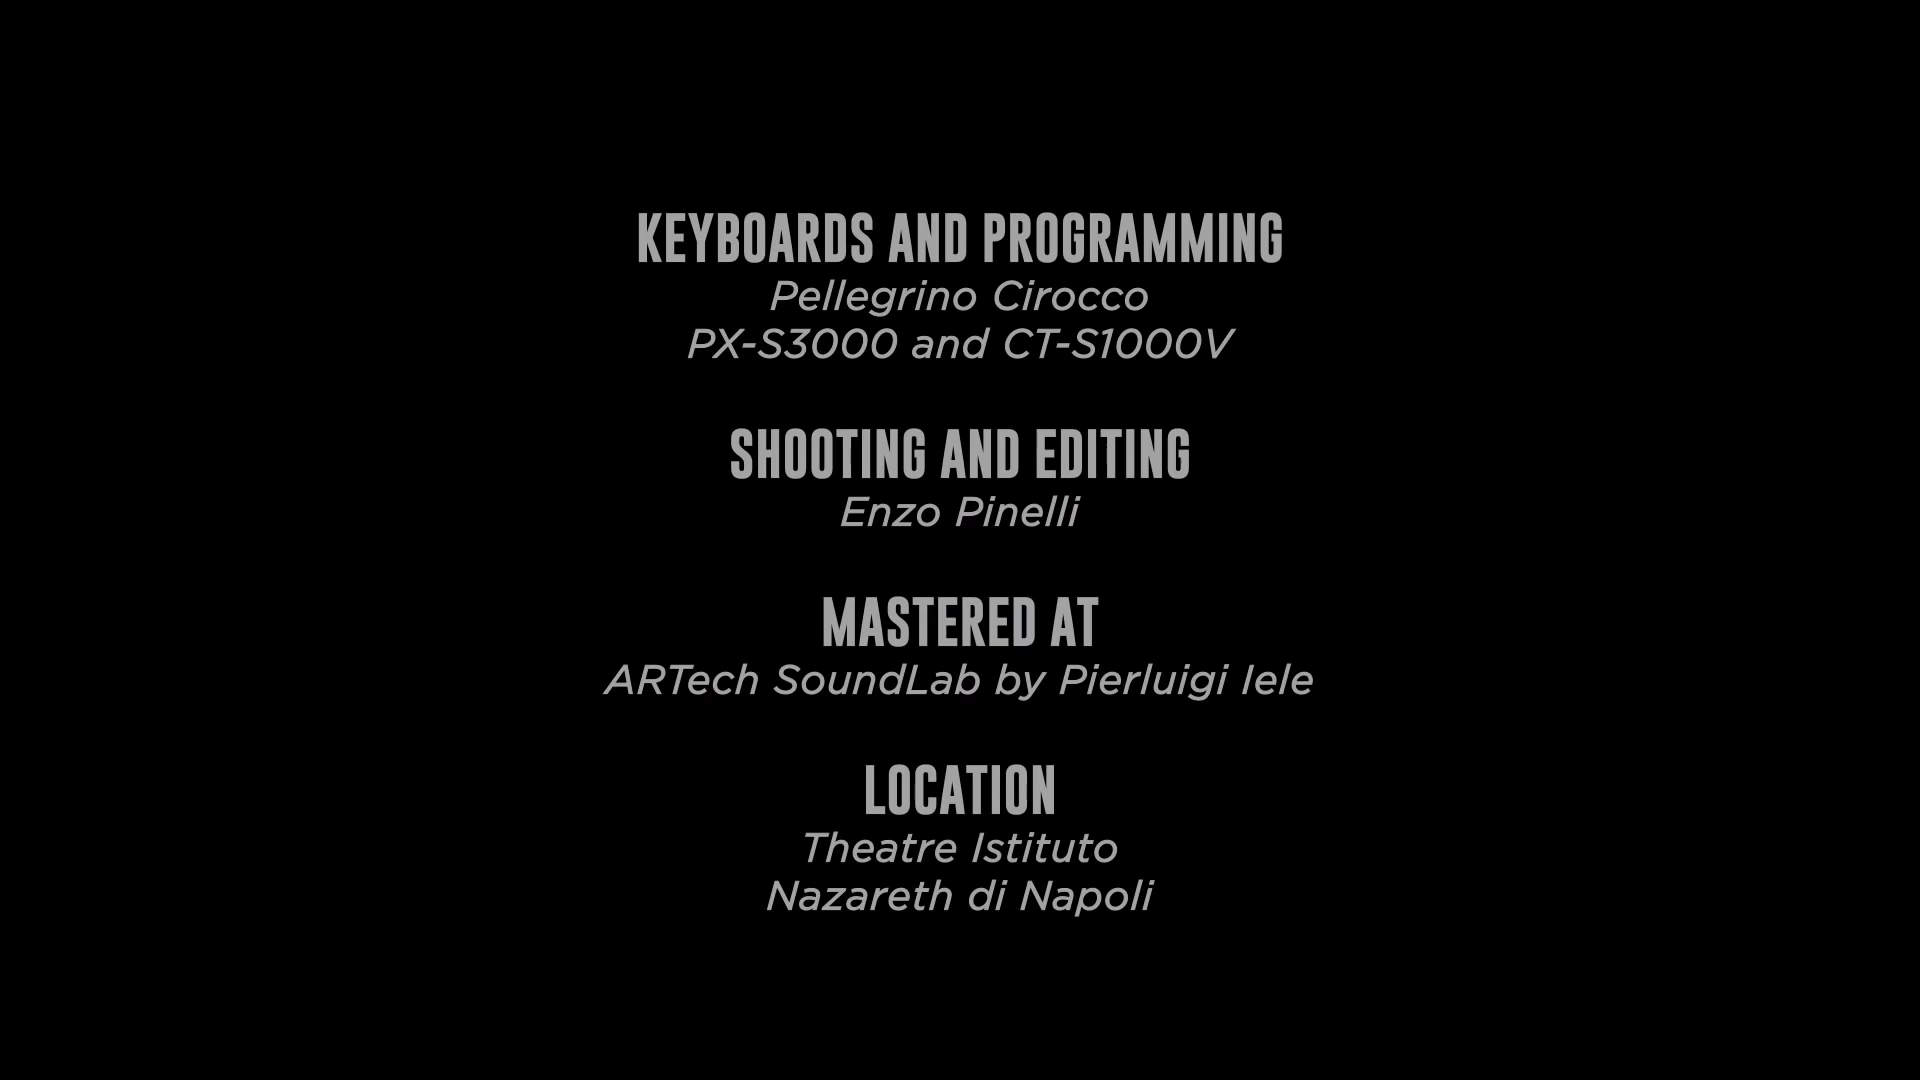 KEYBOARDS AND PROGRAMMING
Pellegrino Cirocco
PX-S3000 and CT-S1000V
SHOOTING AND EDITING
Enzo Pinelli
MASTERED AT
ARTech SoundLab by Pierluigi Iele
LOCATION
Theatre Istituto
Nazareth di Napoli